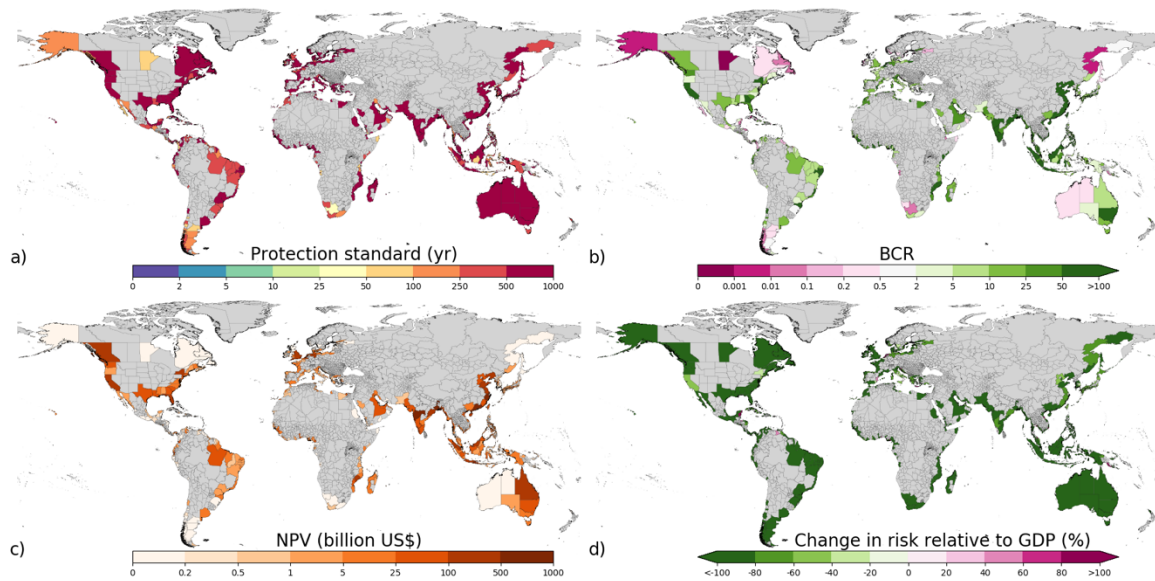 a)
Protection standard (yr)
0 2 5 10 25 50 100 250 500 1000
b)
BCR
0 0.001 0.01 0.1 0.2 0.5 2 5 10 25 50 >100
c)
NPV (billion US$)
0 0.2 0.5 1 5 25 100 500 1000
d)
Change in risk relative to GDP (%)
<-100 -80 -60 -40 -20 0 20 40 60 80 >100